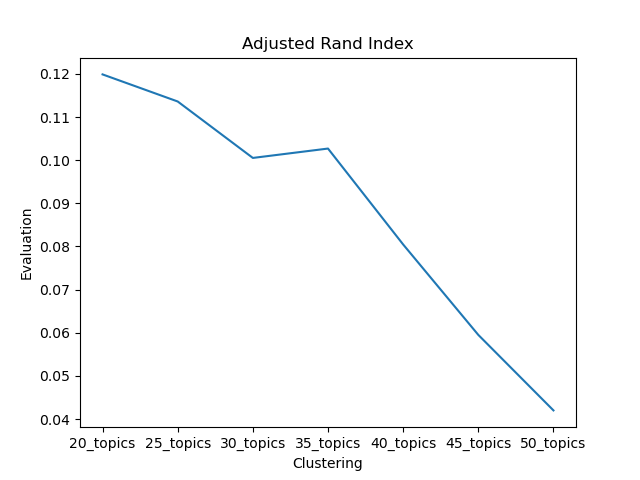 Adjusted Rand Index
0.12
0.11
0.10
0.09
0.08
0.07
0.06
0.05
0.04
Evaluation
20_topics 25_topics 30_topics 35_topics 40_topics 45_topics 50_topics
Clustering